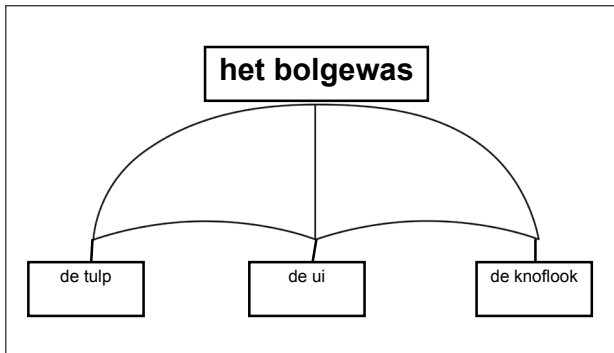 het bolgewas
de tulp
de ui
de knoflook